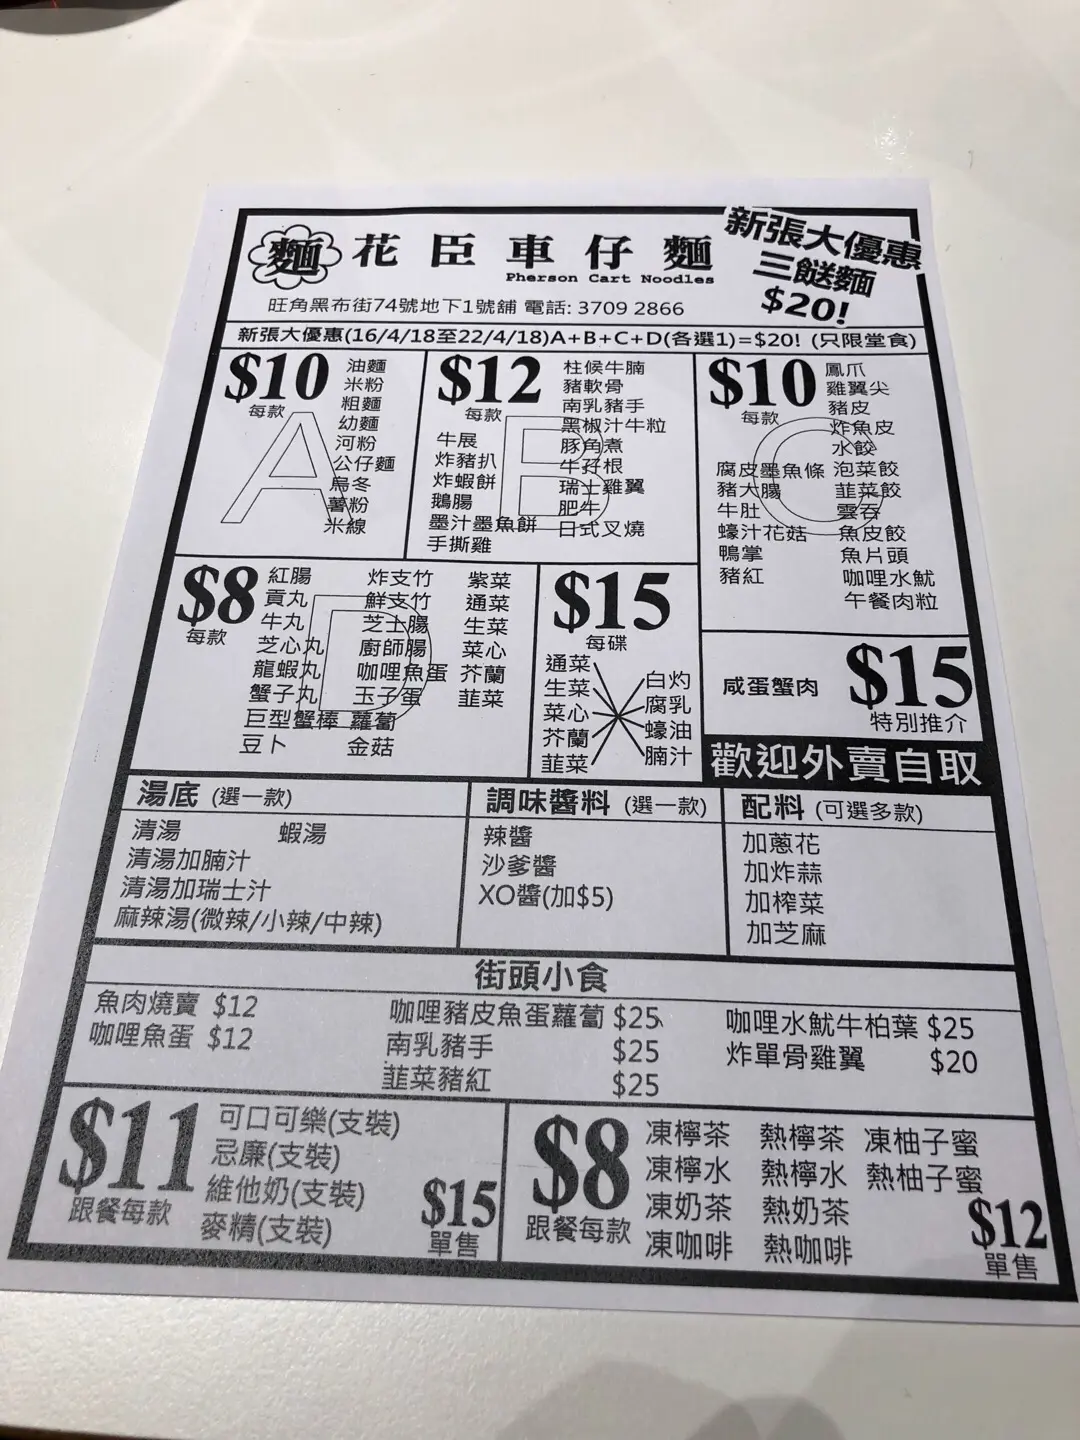 麵 花臣車仔麵
Pherson Cart Noodles
旺角黑布街74號地下1號舖 電話: 3709 2866
新張大優惠
三餸麵
$20!
新張大優惠(16/4/18至22/4/18)A+B+C+D(各選1)=$20! (只限堂食)
$10
每款
A
油麵
米粉
粗麵
幼麵
河粉
公仔麵
烏冬
薯粉
米線
$12
每款
B
牛展
炸豬扒
炸蝦餅
鵝腸
墨汁墨魚餅
手撕雞
柱候牛腩
豬軟骨
南乳豬手
黑椒汁牛粒
豚角煮
牛孖根
瑞士雞翼
肥牛
日式叉燒
$10
每款
C
腐皮墨魚條
豬大腸
牛肚
蠔汁花菇
鴨掌
豬紅
鳳爪
雞翼尖
豬皮
炸魚皮
水餃
泡菜餃
韮菜餃
雲吞
魚皮餃
魚片頭
咖哩水魷
午餐肉粒
$8
每款
D
紅腸
貢丸
牛丸
芝心丸
龍蝦丸
蟹子丸
巨型蟹棒
豆卜
炸支竹
鮮支竹
芝士腸
廚師腸
咖哩魚蛋
玉子蛋
蘿蔔
金菇
紫菜
通菜
生菜
菜心
芥蘭
韮菜
$15
每碟
通菜
生菜
菜心
芥蘭
韮菜
白灼
腐乳
蠔油
腩汁
咸蛋蟹肉
$15
特別推介
歡迎外賣自取
湯底 (選一款)
清湯 蝦湯
清湯加腩汁
清湯加瑞士汁
麻辣湯(微辣/小辣/中辣)
調味醬料 (選一款)
辣醬
沙爹醬
XO醬(加$5)
配料 (可選多款)
加蔥花
加炸蒜
加榨菜
加芝麻
街頭小食
魚肉燒賣 $12
咖哩魚蛋 $12
咖哩豬皮魚蛋蘿蔔 $25
南乳豬手 $25
韮菜豬紅 $25
咖哩水魷牛柏葉 $25
炸單骨雞翼 $20
$11
跟餐每款
可口可樂(支裝)
忌廉(支裝)
維他奶(支裝)
麥精(支裝)
$15
單售
$8
跟餐每款
凍檸茶 熱檸茶 凍柚子蜜
凍檸水 熱檸水 熱柚子蜜
凍奶茶 熱奶茶
凍咖啡 熱咖啡
$12
單售